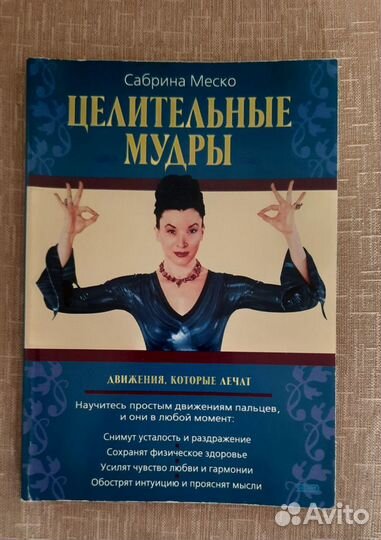 Сабрина Меско
ЦЕЛИТЕЛЬНЫЕ
МУДРЫ
ДВИЖЕНИЯ, КОТОРЫЕ ЛЕЧАТ
Научитесь простым движениям пальцев,
и они в любой момент:
Снимут усталость и раздражение
Сохранят физическое здоровье
Усилят чувство любви и гармонии
Обострят интуицию и прояснят мысли
Avito